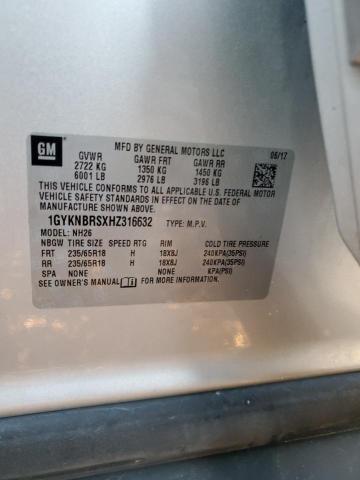 GM
MFD BY GENERAL MOTORS LLC 06/17
GVWR GAWR FRT GAWR RR
2722 KG 1350 KG 1450 KG
6001 LB 2976 LB 3196 LB
THIS VEHICLE CONFORMS TO ALL APPLICABLE U.S. FEDERAL MOTOR
VEHICLE SAFETY AND THEFT PREVENTION STANDARDS IN EFFECT ON THE DATE OF
MANUFACTURE SHOWN ABOVE.
1GYKNBRSXHZ316632 TYPE: M.P.V.
MODEL: NH26
NBGW TIRE SIZE SPEED RTG RIM COLD TIRE PRESSURE
FRT 235/65R18 H 18X8J 240KPA(35PSI)
RR 235/65R18 H 18X8J 240KPA(35PSI)
SPA NONE NONE KPA(PSI)
SEE OWNER'S MANUAL FOR MORE INFORMATION.